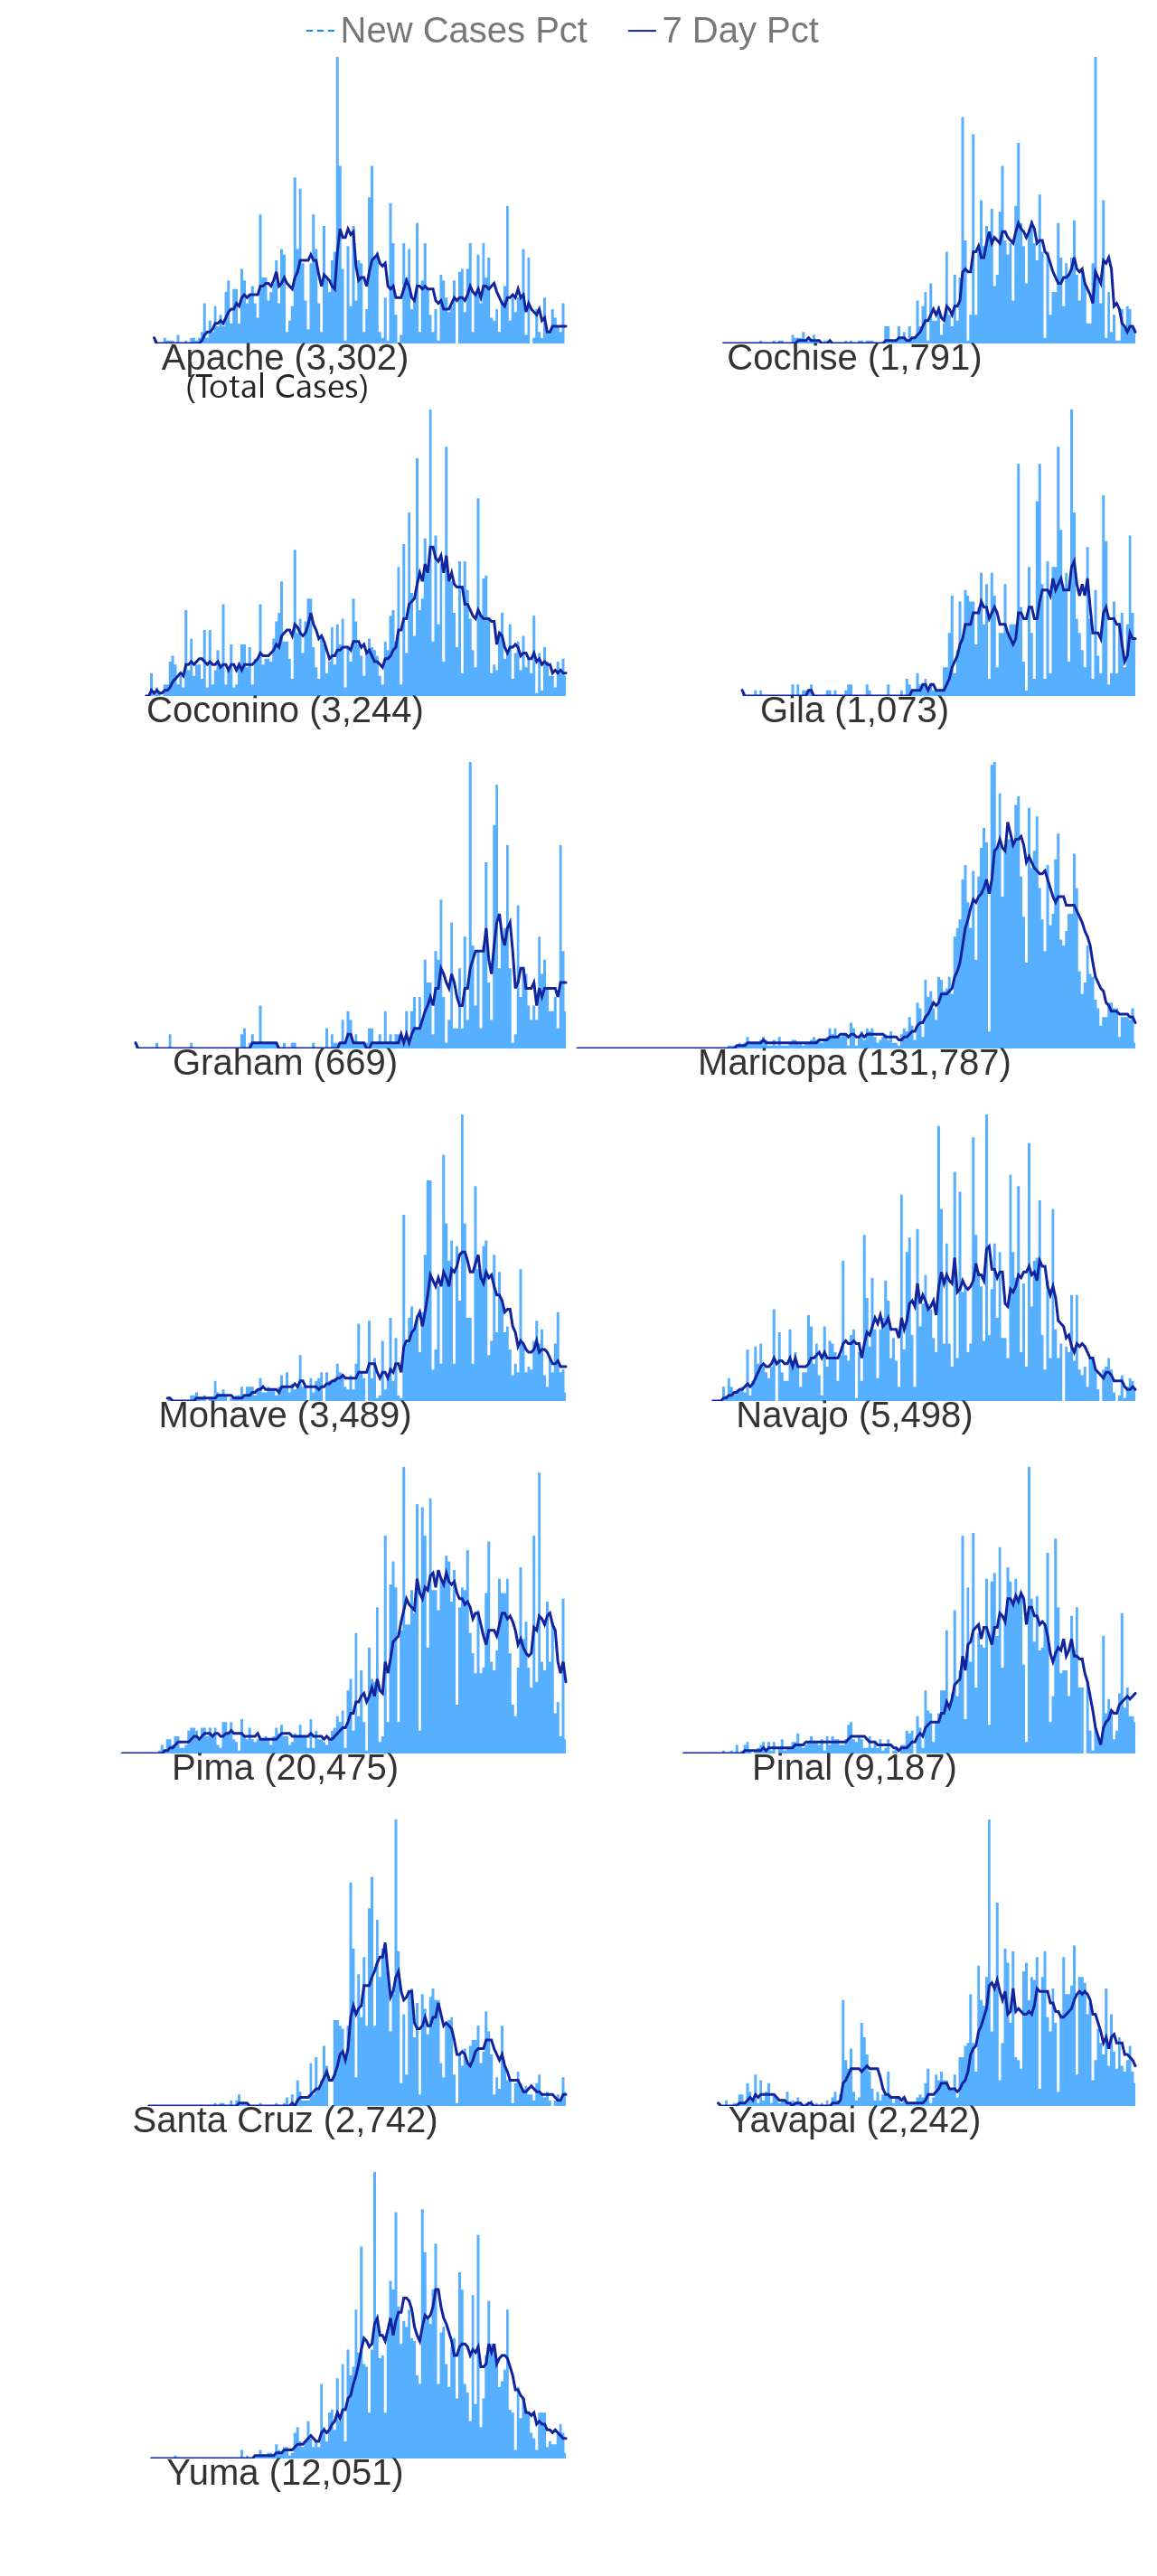 New Cases Pct 7 Day Pct
Apache (3,302) Cochise (1,791)
(Total Cases)
Coconino (3,244) Gila (1,073)
Graham (669) Maricopa (131,787)
Mohave (3,489) Navajo (5,498)
Pima (20,475) Pinal (9,187)
Santa Cruz (2,742) Yavapai (2,242)
Yuma (12,051)